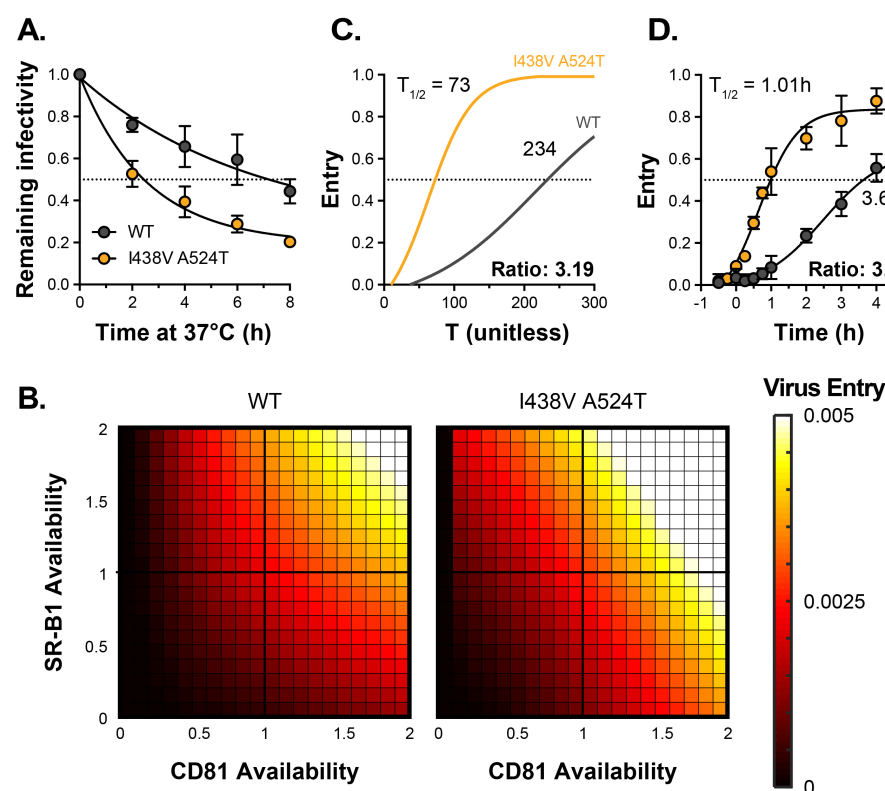 A.
Remaining infectivity
1.0
0.8
0.6
0.4
0.2
0.0
WT
I438V A524T
0 2 4 6 8
Time at 37°C (h)
C.
I438V A524T
Entry
1.0
0.8
0.6
0.4
0.2
0.0
T1/2 = 73
WT
234
Ratio: 3.19
0 100 200 300
T (unitless)
D.
Entry
1.0
0.8
0.6
0.4
0.2
0.0
T1/2 = 1.01h
3.6
Ratio: 3.
-1 0 1 2 3 4
Time (h)
B.
WT
I438V A524T
SR-B1 Availability
2
1.5
1
0.5
0
0 0.5 1 1.5 2
CD81 Availability
0 0.5 1 1.5 2
CD81 Availability
Virus Entry
0.005
0.0025
0